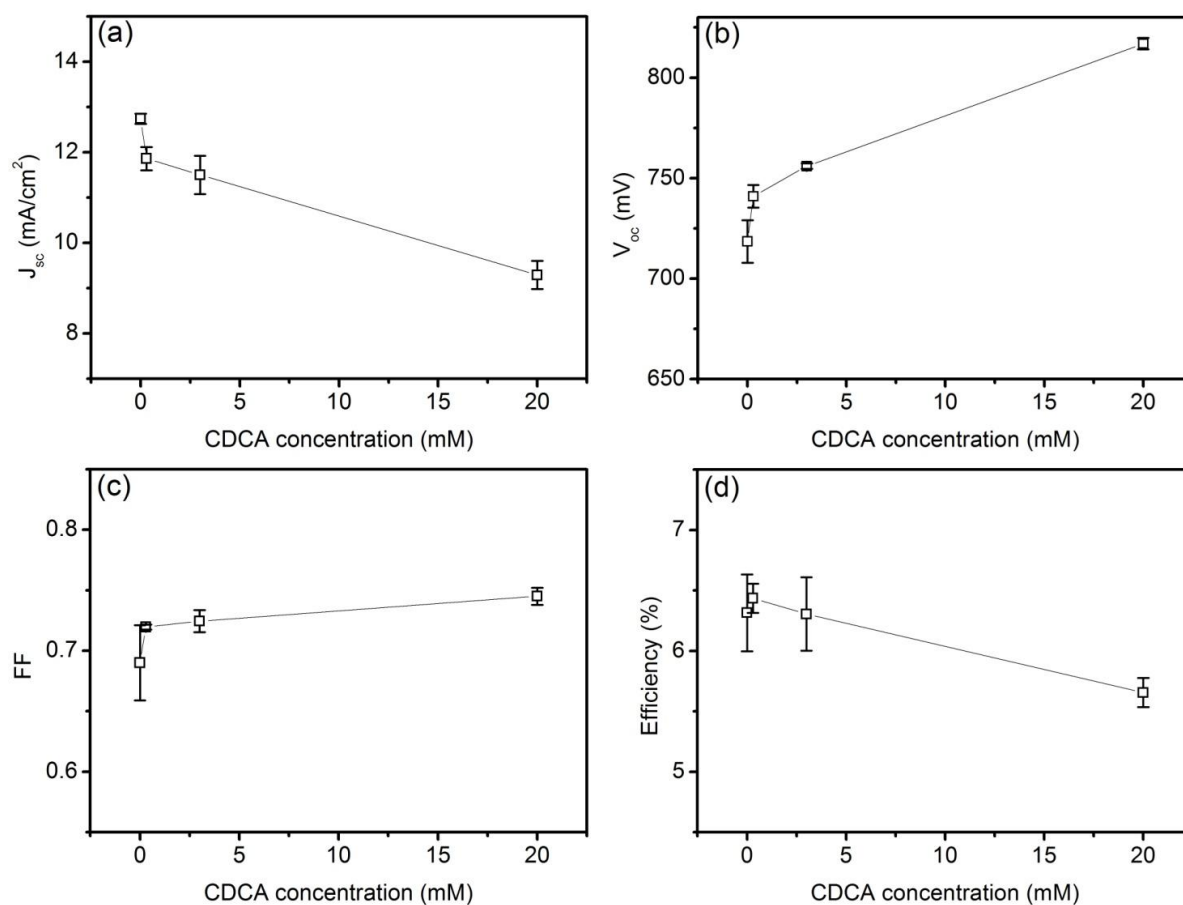 (a)
14
12
10
8
J_sc (mA/cm²)
0 5 10 15 20
CDCA concentration (mM)
(b)
800
750
700
650
V_oc (mV)
0 5 10 15 20
CDCA concentration (mM)
(c)
0.8
0.7
0.6
FF
0 5 10 15 20
CDCA concentration (mM)
(d)
7
6
5
Efficiency (%)
0 5 10 15 20
CDCA concentration (mM)